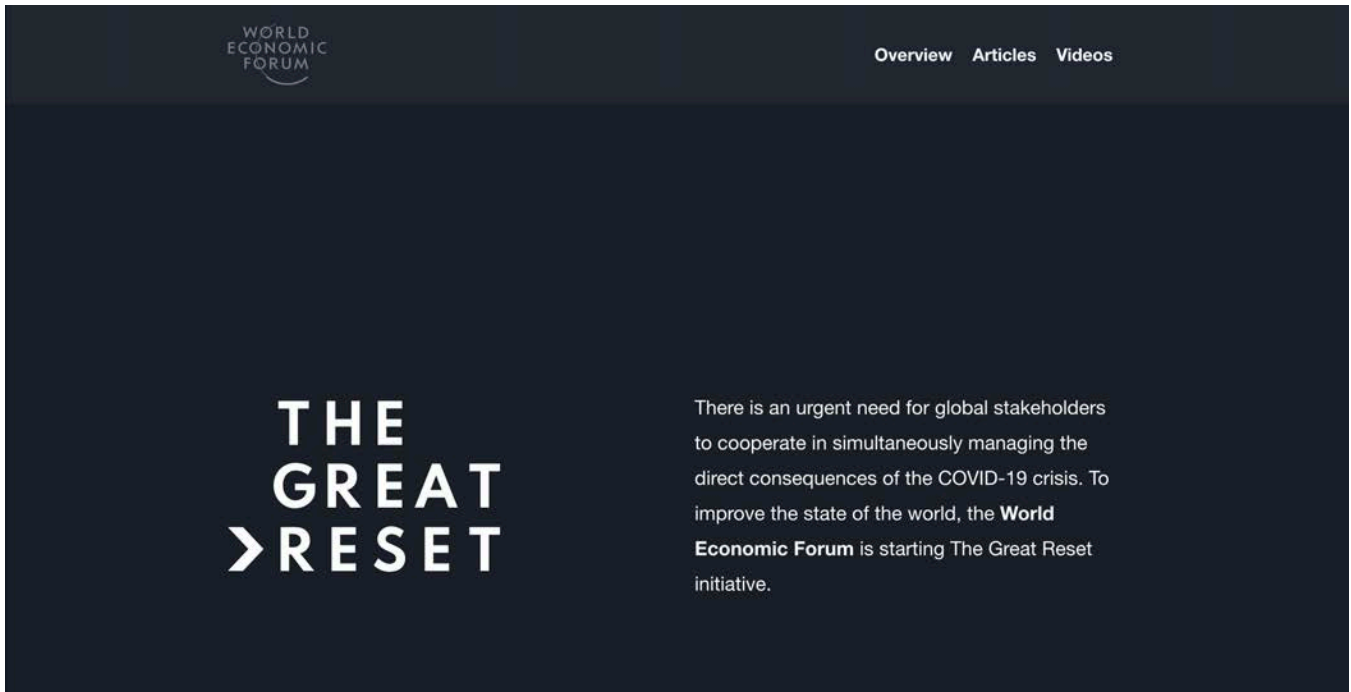 WORLD
ECONOMIC
FORUM
Overview Articles Videos
THE
GREAT
RESET
There is an urgent need for global stakeholders
to cooperate in simultaneously managing the
direct consequences of the COVID-19 crisis. To
improve the state of the world, the World
Economic Forum is starting The Great Reset
initiative.